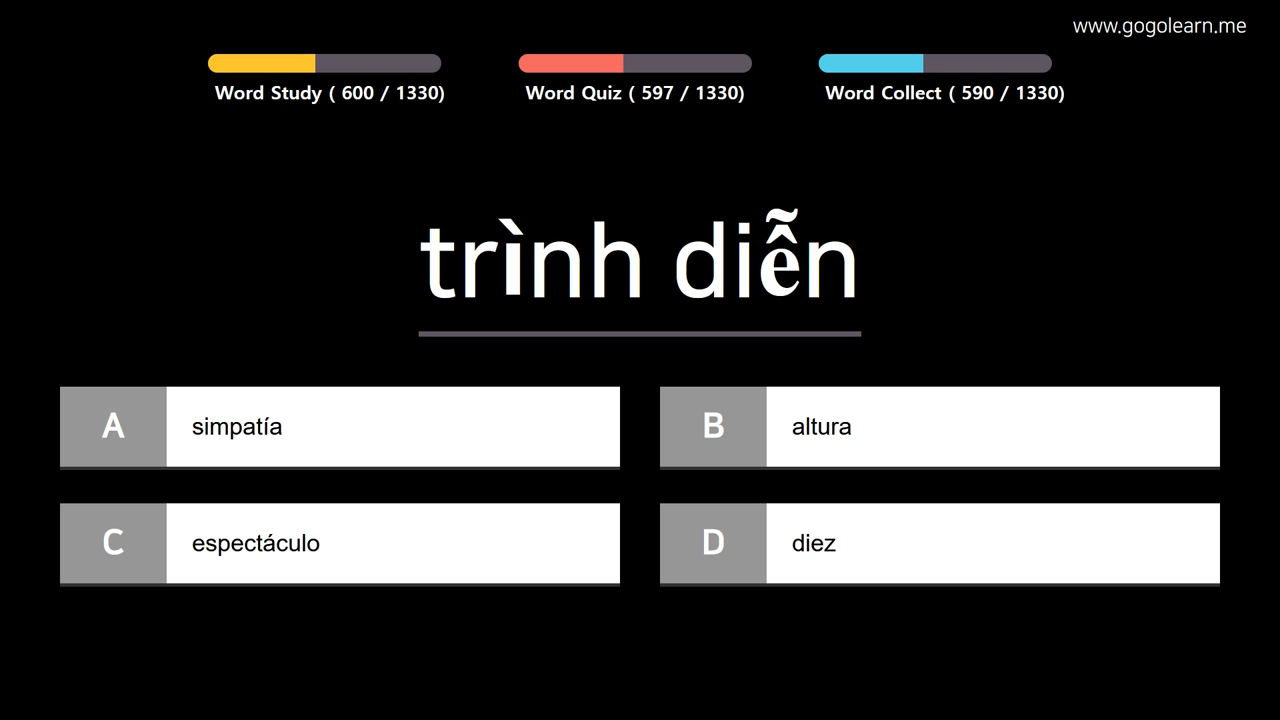 www.gogolearn.me
Word Study ( 600 / 1330)
Word Quiz ( 597 / 1330)
Word Collect ( 590 / 1330)
trình diễn
A simpatía
B altura
C espectáculo
D diez